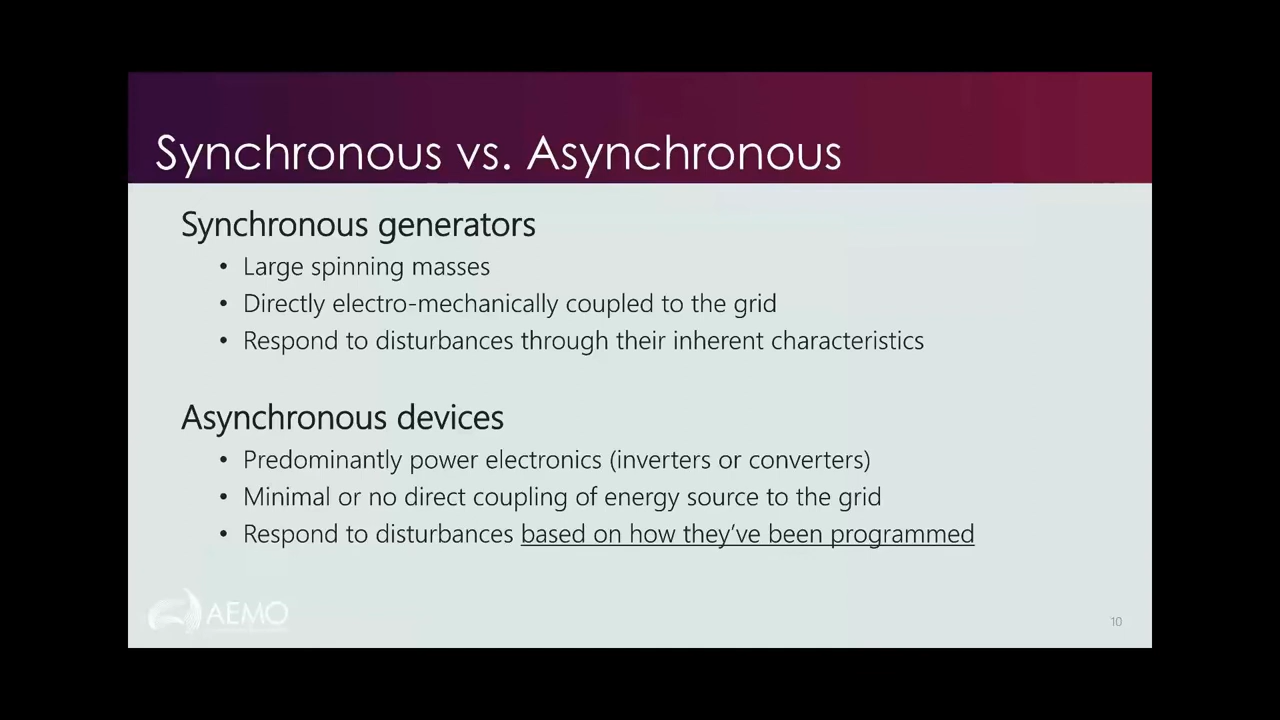 Synchronous vs. Asynchronous
Synchronous generators
• Large spinning masses
• Directly electro-mechanically coupled to the grid
• Respond to disturbances through their inherent characteristics
Asynchronous devices
• Predominantly power electronics (inverters or converters)
• Minimal or no direct coupling of energy source to the grid
• Respond to disturbances based on how they’ve been programmed
AEMO
10